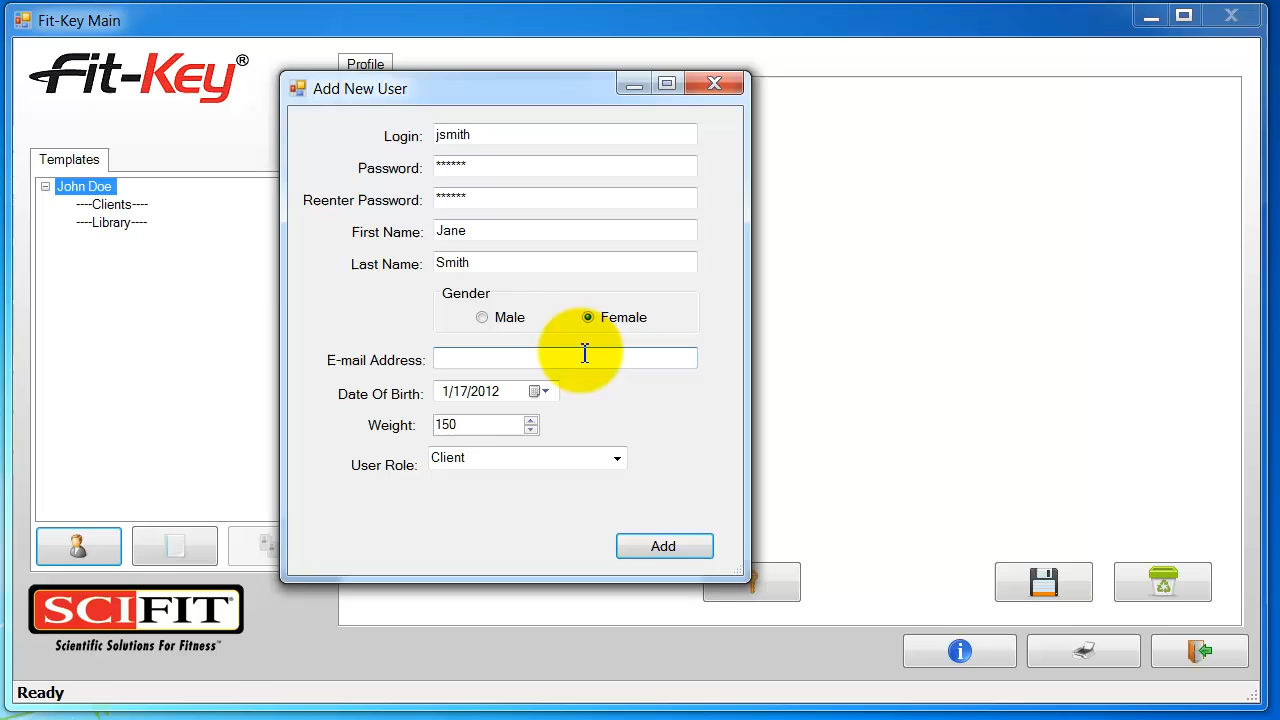 Fit-Key Main
Fit-Key®
Profile
Add New User
Login: jsmith
Password: ******
Reenter Password: ******
First Name: Jane
Last Name: Smith
Gender
Male Female
E-mail Address:
Date Of Birth: 1/17/2012
Weight: 150
User Role: Client
Add
Templates
John Doe
----Clients----
----Library----
SCIFIT
Scientific Solutions For Fitness™
Ready